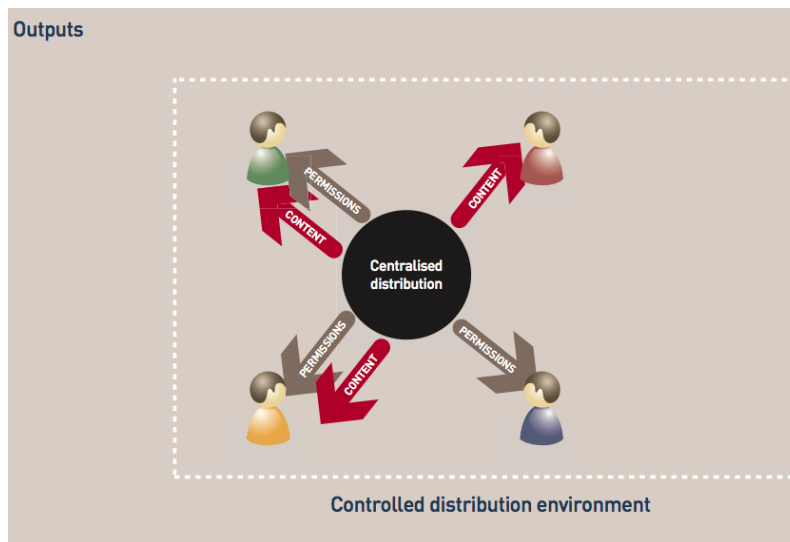 Outputs
PERMISSIONS
CONTENT
CONTENT
Centralised
distribution
PERMISSIONS
CONTENT
PERMISSIONS
Controlled distribution environment